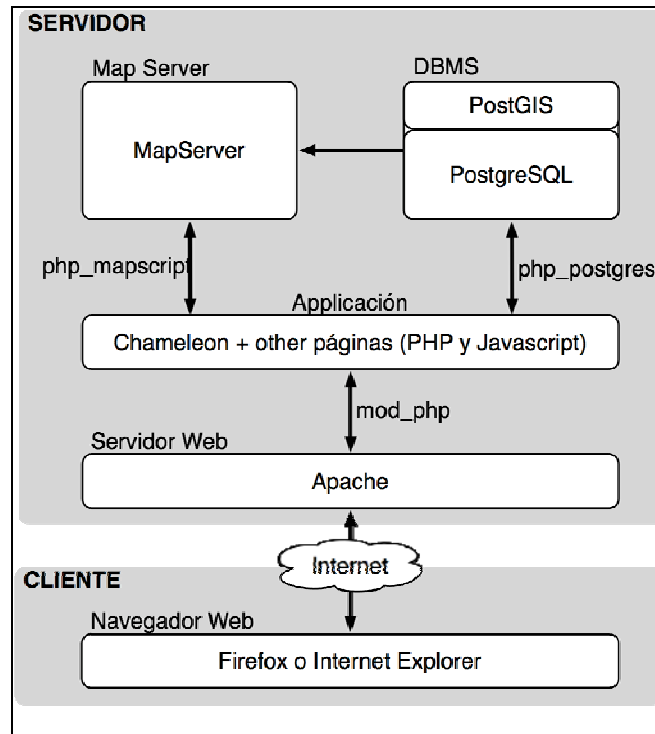 SERVIDOR
Map Server
DBMS
MapServer
PostGIS
PostgreSQL
php_mapscript
php_postgres
Applicación
Chameleon + other páginas (PHP y Javascript)
mod_php
Servidor Web
Apache
Internet
CLIENTE
Navegador Web
Firefox o Internet Explorer